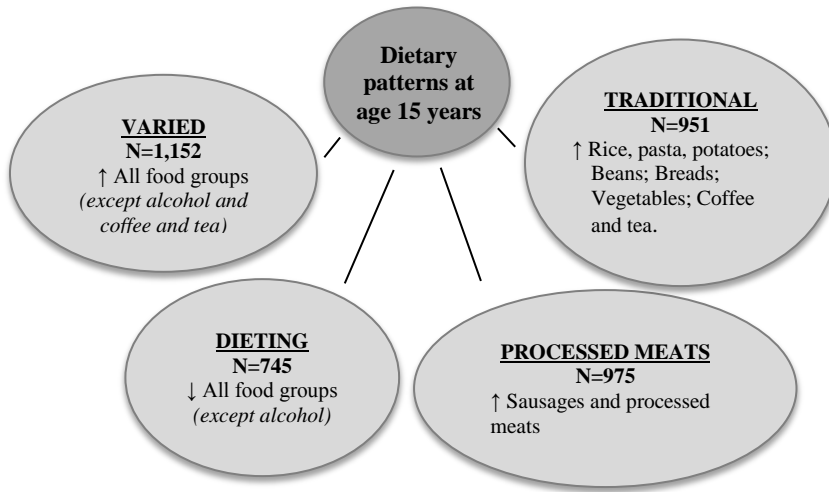 Dietary
patterns at
age 15 years
VARIED
N=1,152
↑ All food groups
(except alcohol and
coffee and tea)
TRADITIONAL
N=951
↑ Rice, pasta, potatoes;
Beans; Breads;
Vegetables; Coffee
and tea.
DIETING
N=745
↓ All food groups
(except alcohol)
PROCESSED MEATS
N=975
↑ Sausages and processed
meats